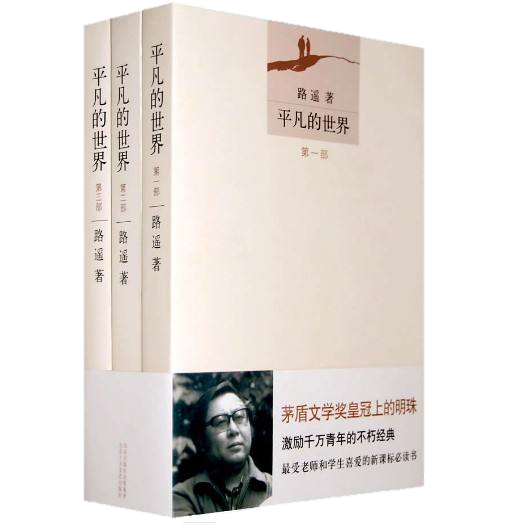 平凡的世界 第三部 路遥 著
平凡的世界 第二部 路遥 著
平凡的世界 第一部 路遥 著
路遥 著
平凡的世界
第一部
茅盾文学奖皇冠上的明珠
激励千万青年的不朽经典
最受老师和学生喜爱的新课标必读书